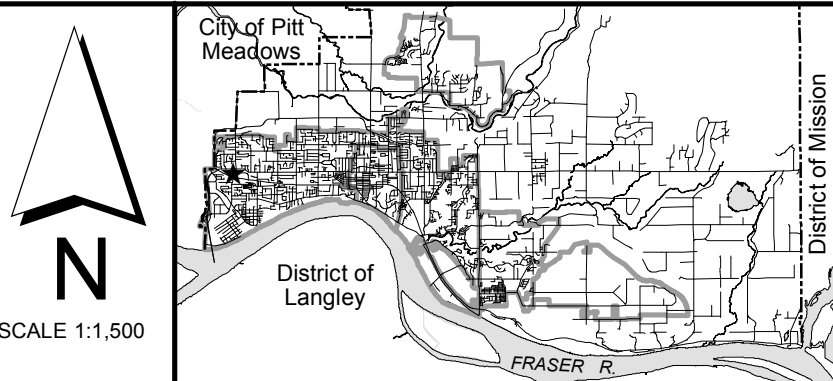 N
SCALE 1:1,500
City of Pitt
Meadows
District of
Langley
FRASER R.
District of Mission